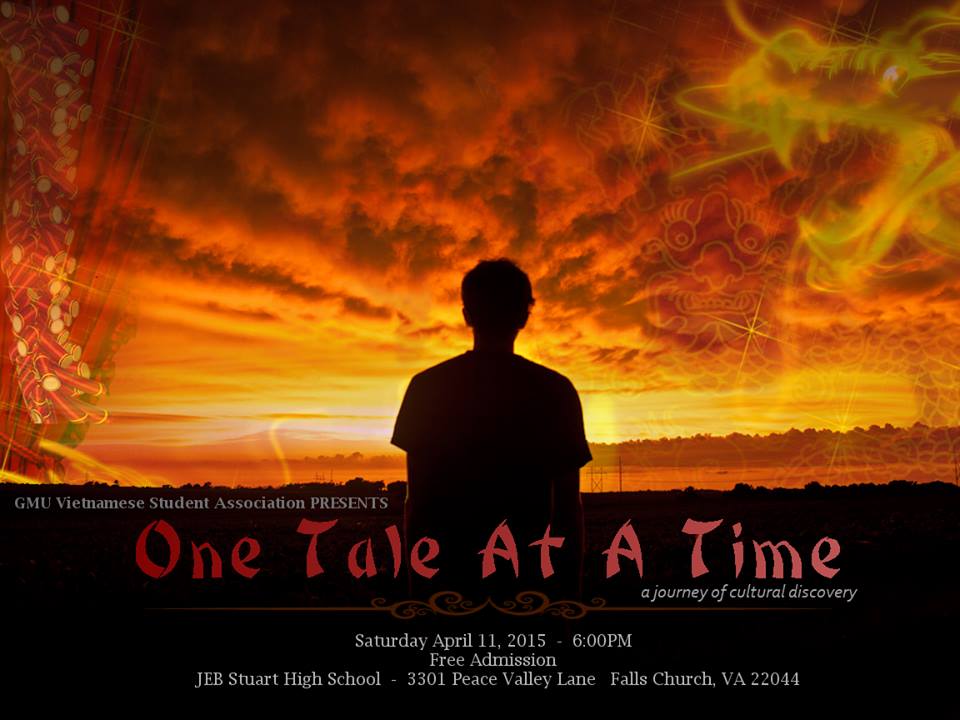 GMU Vietnamese Student Association PRESENTS
One Tale At A Time
a journey of cultural discovery
Saturday April 11, 2015 - 6:00PM
Free Admission
JEB Stuart High School - 3301 Peace Valley Lane Falls Church, VA 22044